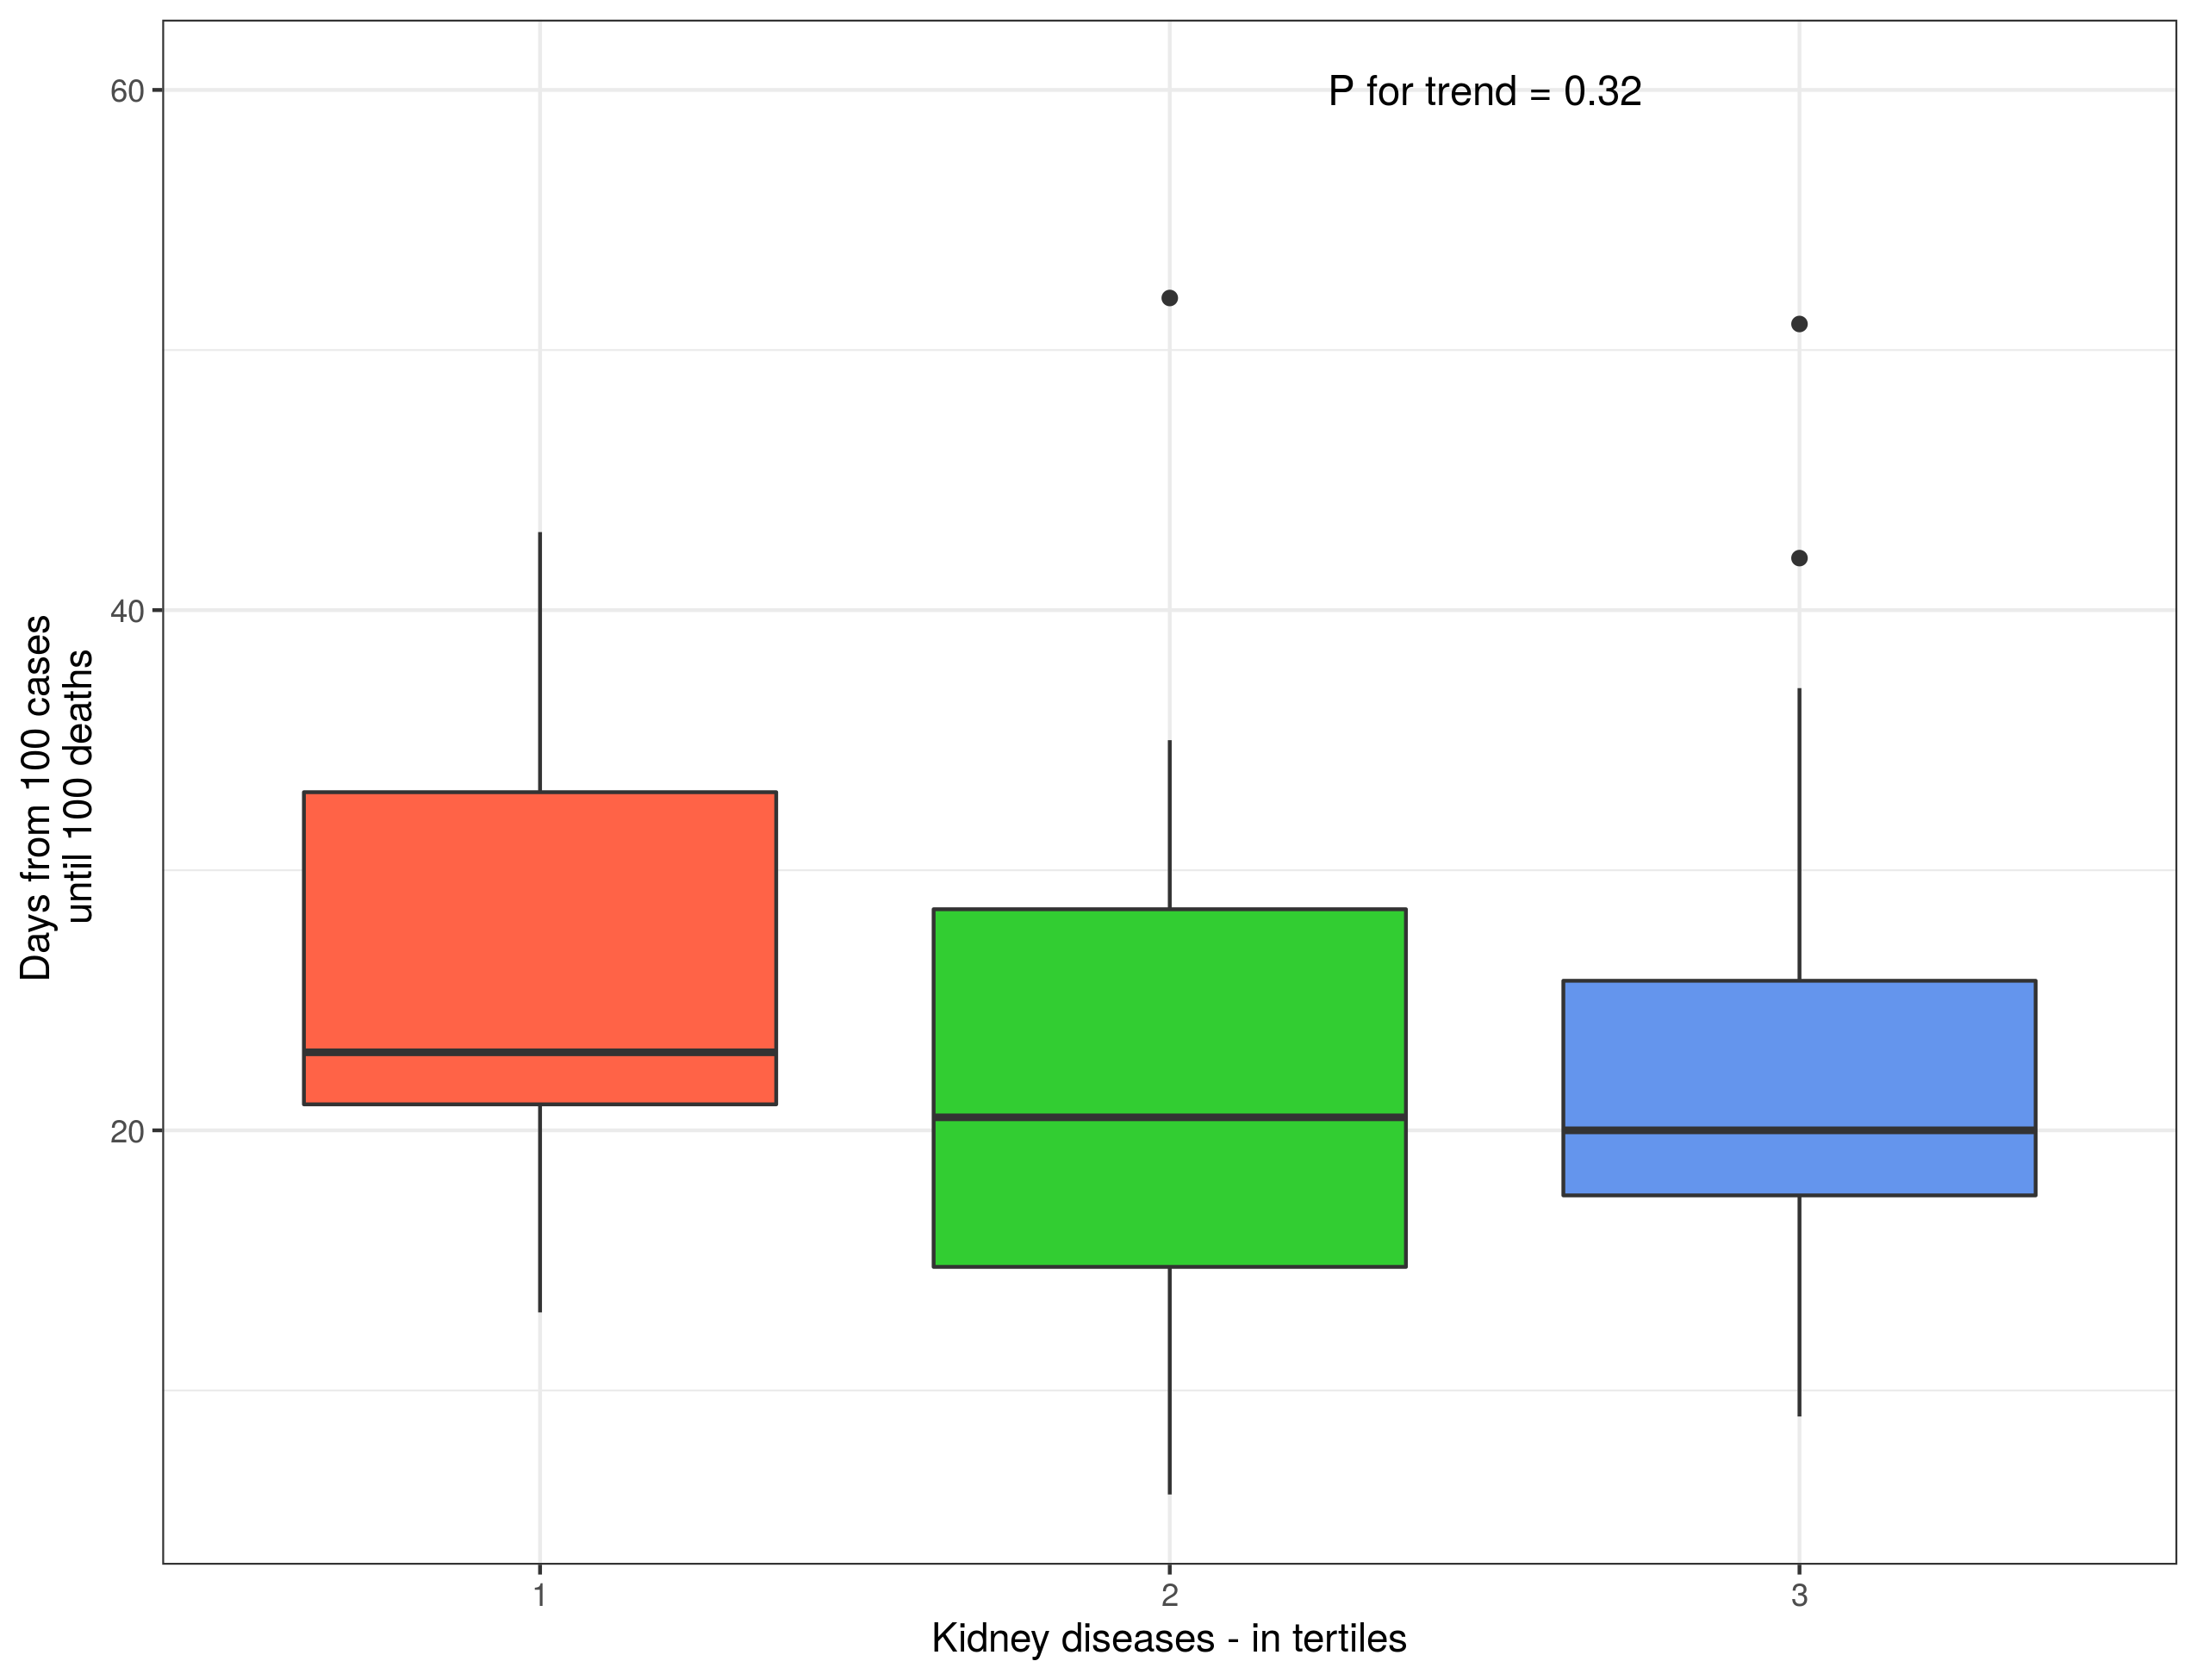 P for trend = 0.32
60
40
20
Days from 100 cases
until 100 deaths
1
2
3
Kidney diseases - in tertiles